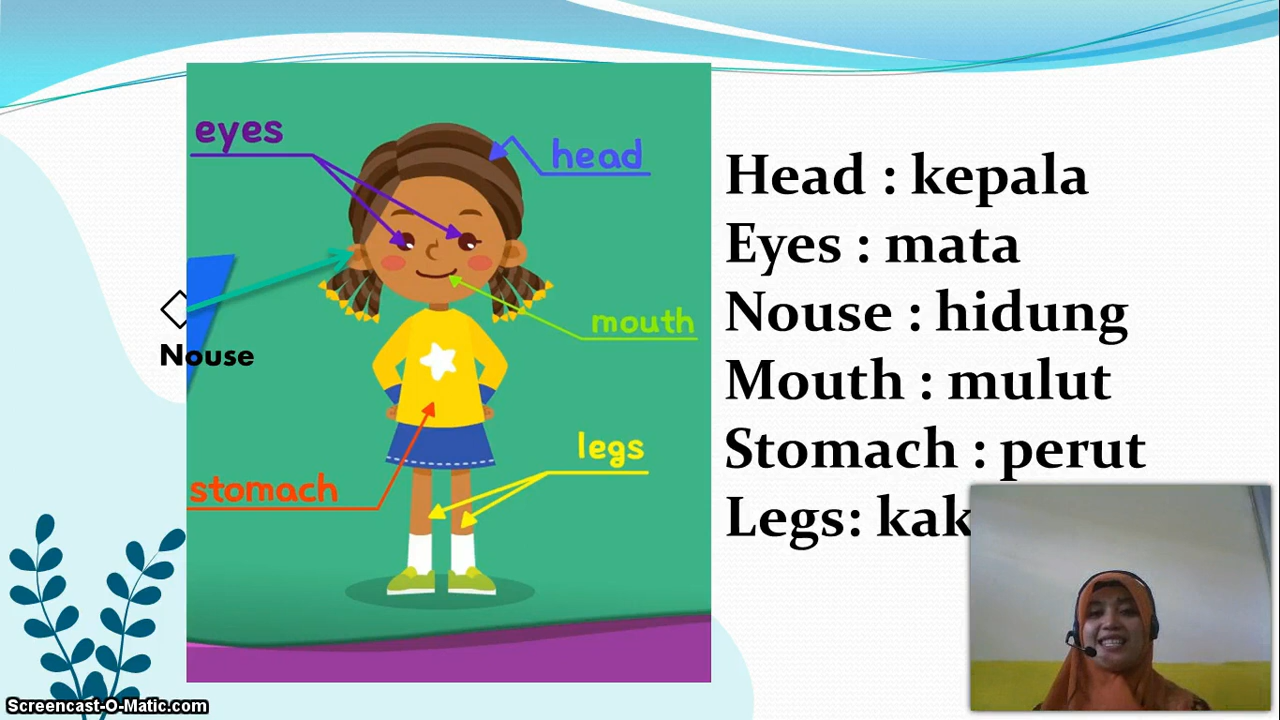 eyes
head
mouth
Nouse
stomach
legs
Head : kepala
Eyes : mata
Nouse : hidung
Mouth : mulut
Stomach : perut
Legs: kak
Screencast-O-Matic.com